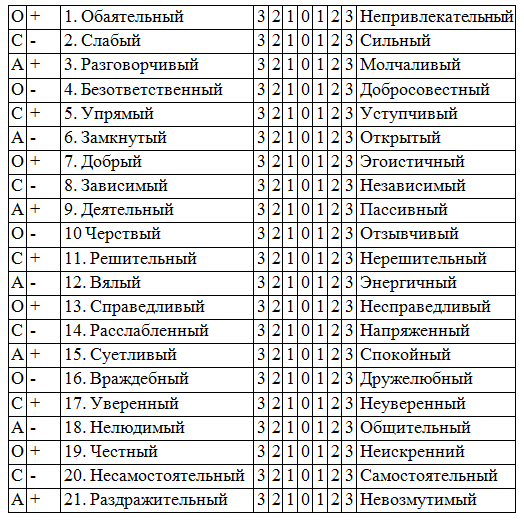 О + 1. Обаятельный 3 2 1 0 1 2 3 Непривлекательный
С - 2. Слабый 3 2 1 0 1 2 3 Сильный
А + 3. Разговорчивый 3 2 1 0 1 2 3 Молчаливый
О - 4. Безответственный 3 2 1 0 1 2 3 Добросовестный
С + 5. Упрямый 3 2 1 0 1 2 3 Уступчивый
А - 6. Замкнутый 3 2 1 0 1 2 3 Открытый
О + 7. Добрый 3 2 1 0 1 2 3 Эгоистичный
С - 8. Зависимый 3 2 1 0 1 2 3 Независимый
А + 9. Деятельный 3 2 1 0 1 2 3 Пассивный
О - 10 Черствый 3 2 1 0 1 2 3 Отзывчивый
С + 11. Решительный 3 2 1 0 1 2 3 Нерешительный
А - 12. Вялый 3 2 1 0 1 2 3 Энергичный
О + 13. Справедливый 3 2 1 0 1 2 3 Несправедливый
С - 14. Расслабленный 3 2 1 0 1 2 3 Напряженный
А + 15. Суетливый 3 2 1 0 1 2 3 Спокойный
О - 16. Враждебный 3 2 1 0 1 2 3 Дружелюбный
С + 17. Уверенный 3 2 1 0 1 2 3 Неуверенный
А - 18. Нелюдимый 3 2 1 0 1 2 3 Общительный
О + 19. Честный 3 2 1 0 1 2 3 Неискренний
С - 20. Несамостоятельный 3 2 1 0 1 2 3 Самостоятельный
А + 21. Раздражительный 3 2 1 0 1 2 3 Невозмутимый